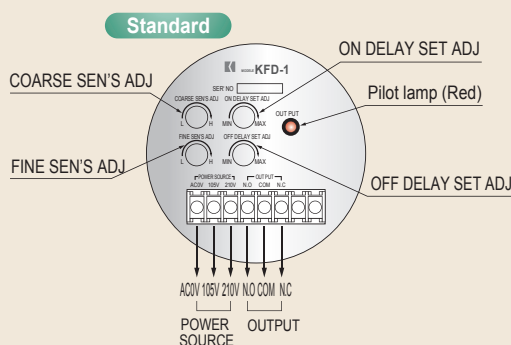 Standard
ON DELAY SET ADJ
COARSE SEN'S ADJ
MODEL KFD-1
SER' NO
Pilot lamp (Red)
COARSE SEN'S ADJ ON DELAY SET ADJ
OUT PUT
L H MIN MAX
FINE SEN'S ADJ OFF DELAY SET ADJ
FINE SEN'S ADJ
L H MIN MAX
OFF DELAY SET ADJ
POWER SOURCE OUT PUT
AC0V 105V 210V N.O COM N.C
AC0V 105V 210V N.O COM N.C
POWER SOURCE
OUTPUT